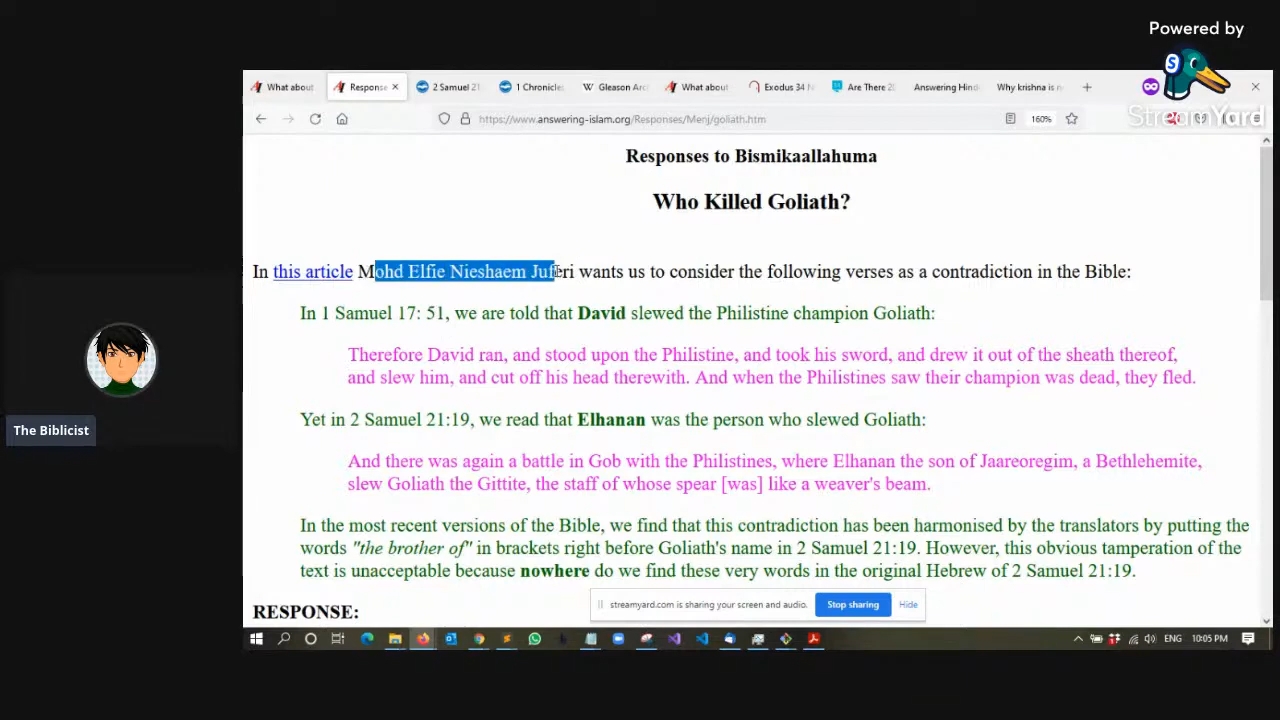 Powered by
StreamYard
What about
Response
2 Samuel 21
1 Chronicles
Gleason Arc
What about
Exodus 34
Are There 20
Answering Hind
Why krishna is n
https://www.answering-islam.org/Responses/Menj/goliath.htm
160%
Responses to Bismikaallahuma
Who Killed Goliath?
In this article Mohd Elfie Nieshaem Juferi wants us to consider the following verses as a contradiction in the Bible:
In 1 Samuel 17: 51, we are told that David slewed the Philistine champion Goliath:
Therefore David ran, and stood upon the Philistine, and took his sword, and drew it out of the sheath thereof,
and slew him, and cut off his head therewith. And when the Philistines saw their champion was dead, they fled.
The Biblicist
Yet in 2 Samuel 21:19, we read that Elhanan was the person who slewed Goliath:
And there was again a battle in Gob with the Philistines, where Elhanan the son of Jaareoregim, a Bethlehemite,
slew Goliath the Gittite, the staff of whose spear [was] like a weaver's beam.
In the most recent versions of the Bible, we find that this contradiction has been harmonised by the translators by putting the
words "the brother of" in brackets right before Goliath's name in 2 Samuel 21:19. However, this obvious tamperation of the
text is unacceptable because nowhere do we find these very words in the original Hebrew of 2 Samuel 21:19.
RESPONSE:
streamyard.com is sharing your screen and audio.
Stop sharing
Hide
ENG
10:05 PM